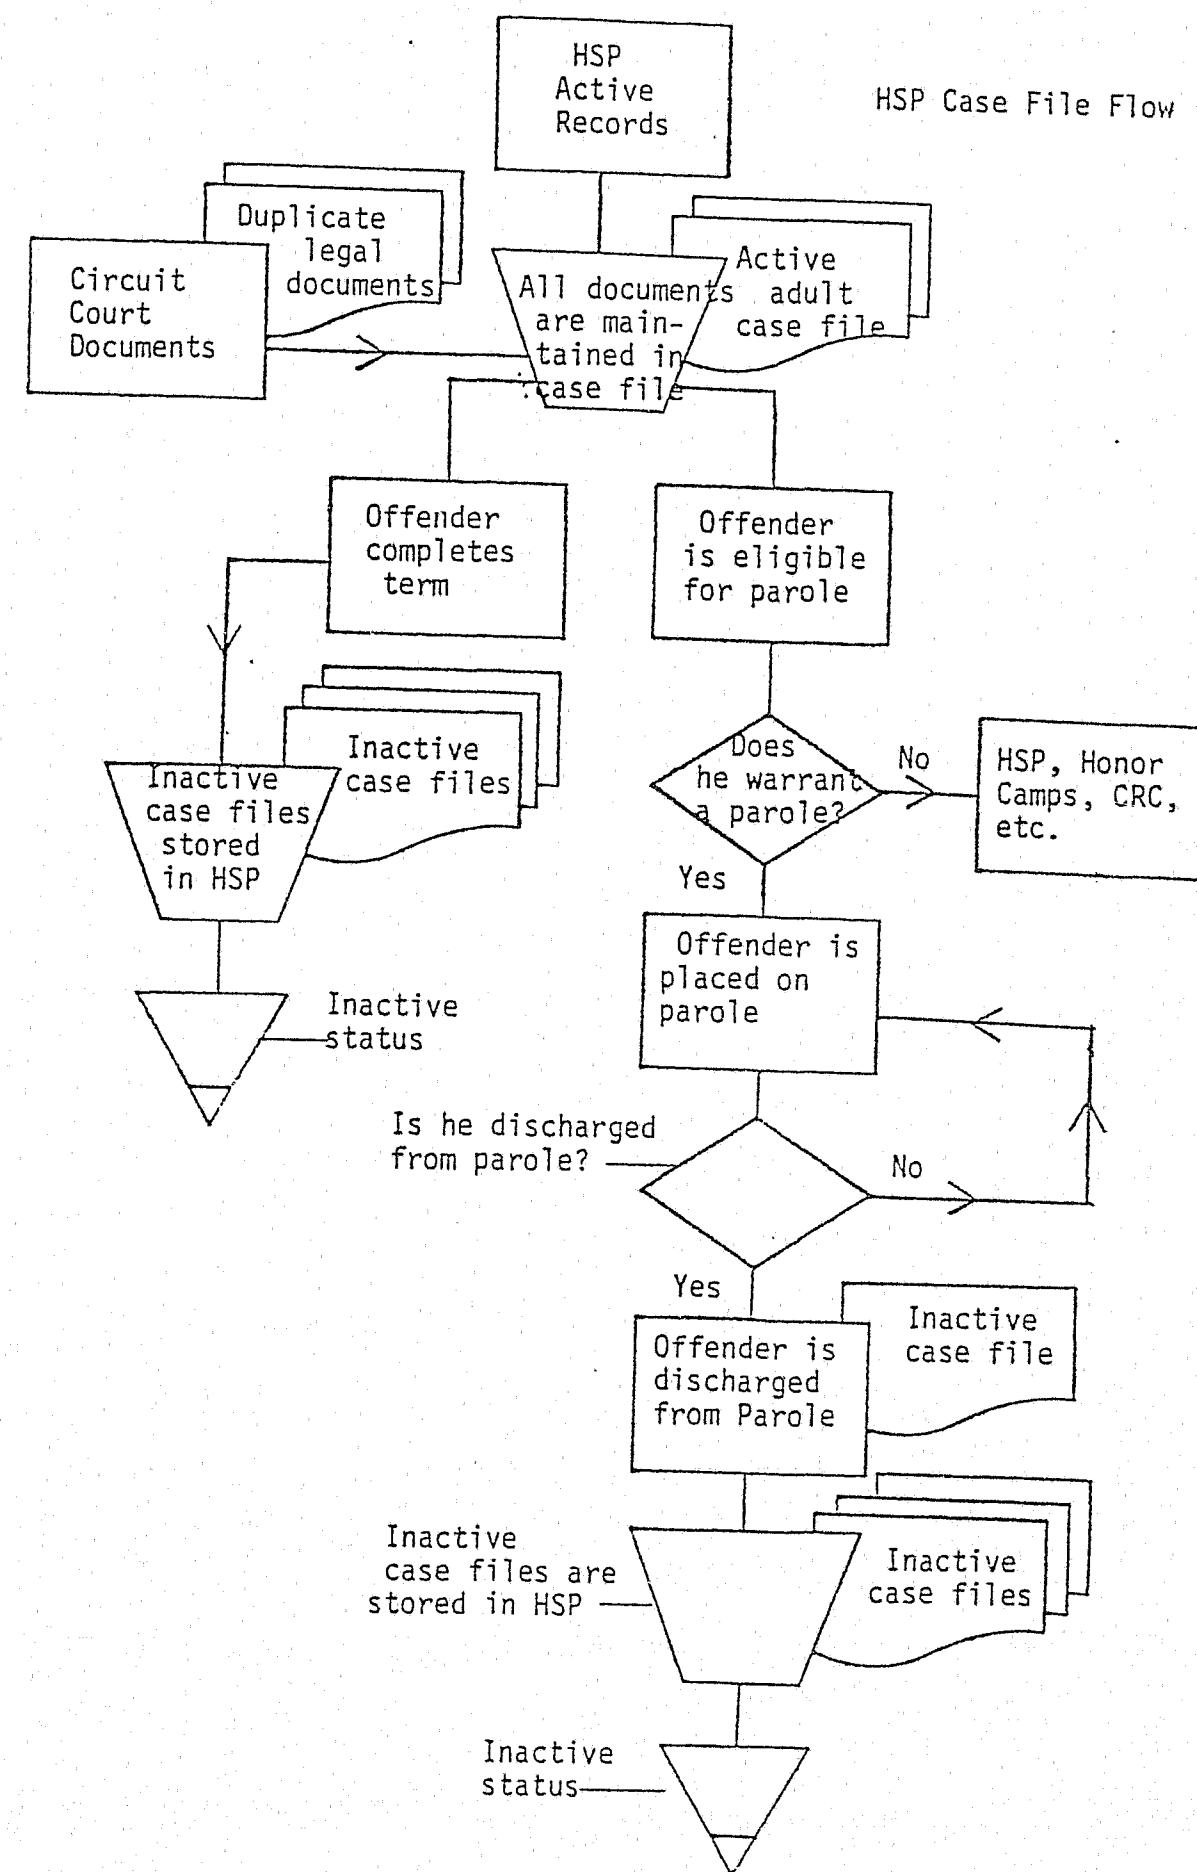 HSP
Active
Records
HSP Case File Flow
Duplicate
legal
documents
Circuit
Court
Documents
All documents
are main-
tained in
case file
Active
adult
case file
Offender
completes
term
Offender
is eligible
for parole
Inactive
case files
Inactive
case files
stored
in HSP
Does
he warrant
a parole?
No
HSP, Honor
Camps, CRC,
etc.
Yes
Offender is
placed on
parole
Inactive
status
Is he discharged
from parole?
No
Yes
Offender is
discharged
from Parole
Inactive
case file
Inactive
case files are
stored in HSP
Inactive
case files
Inactive
status